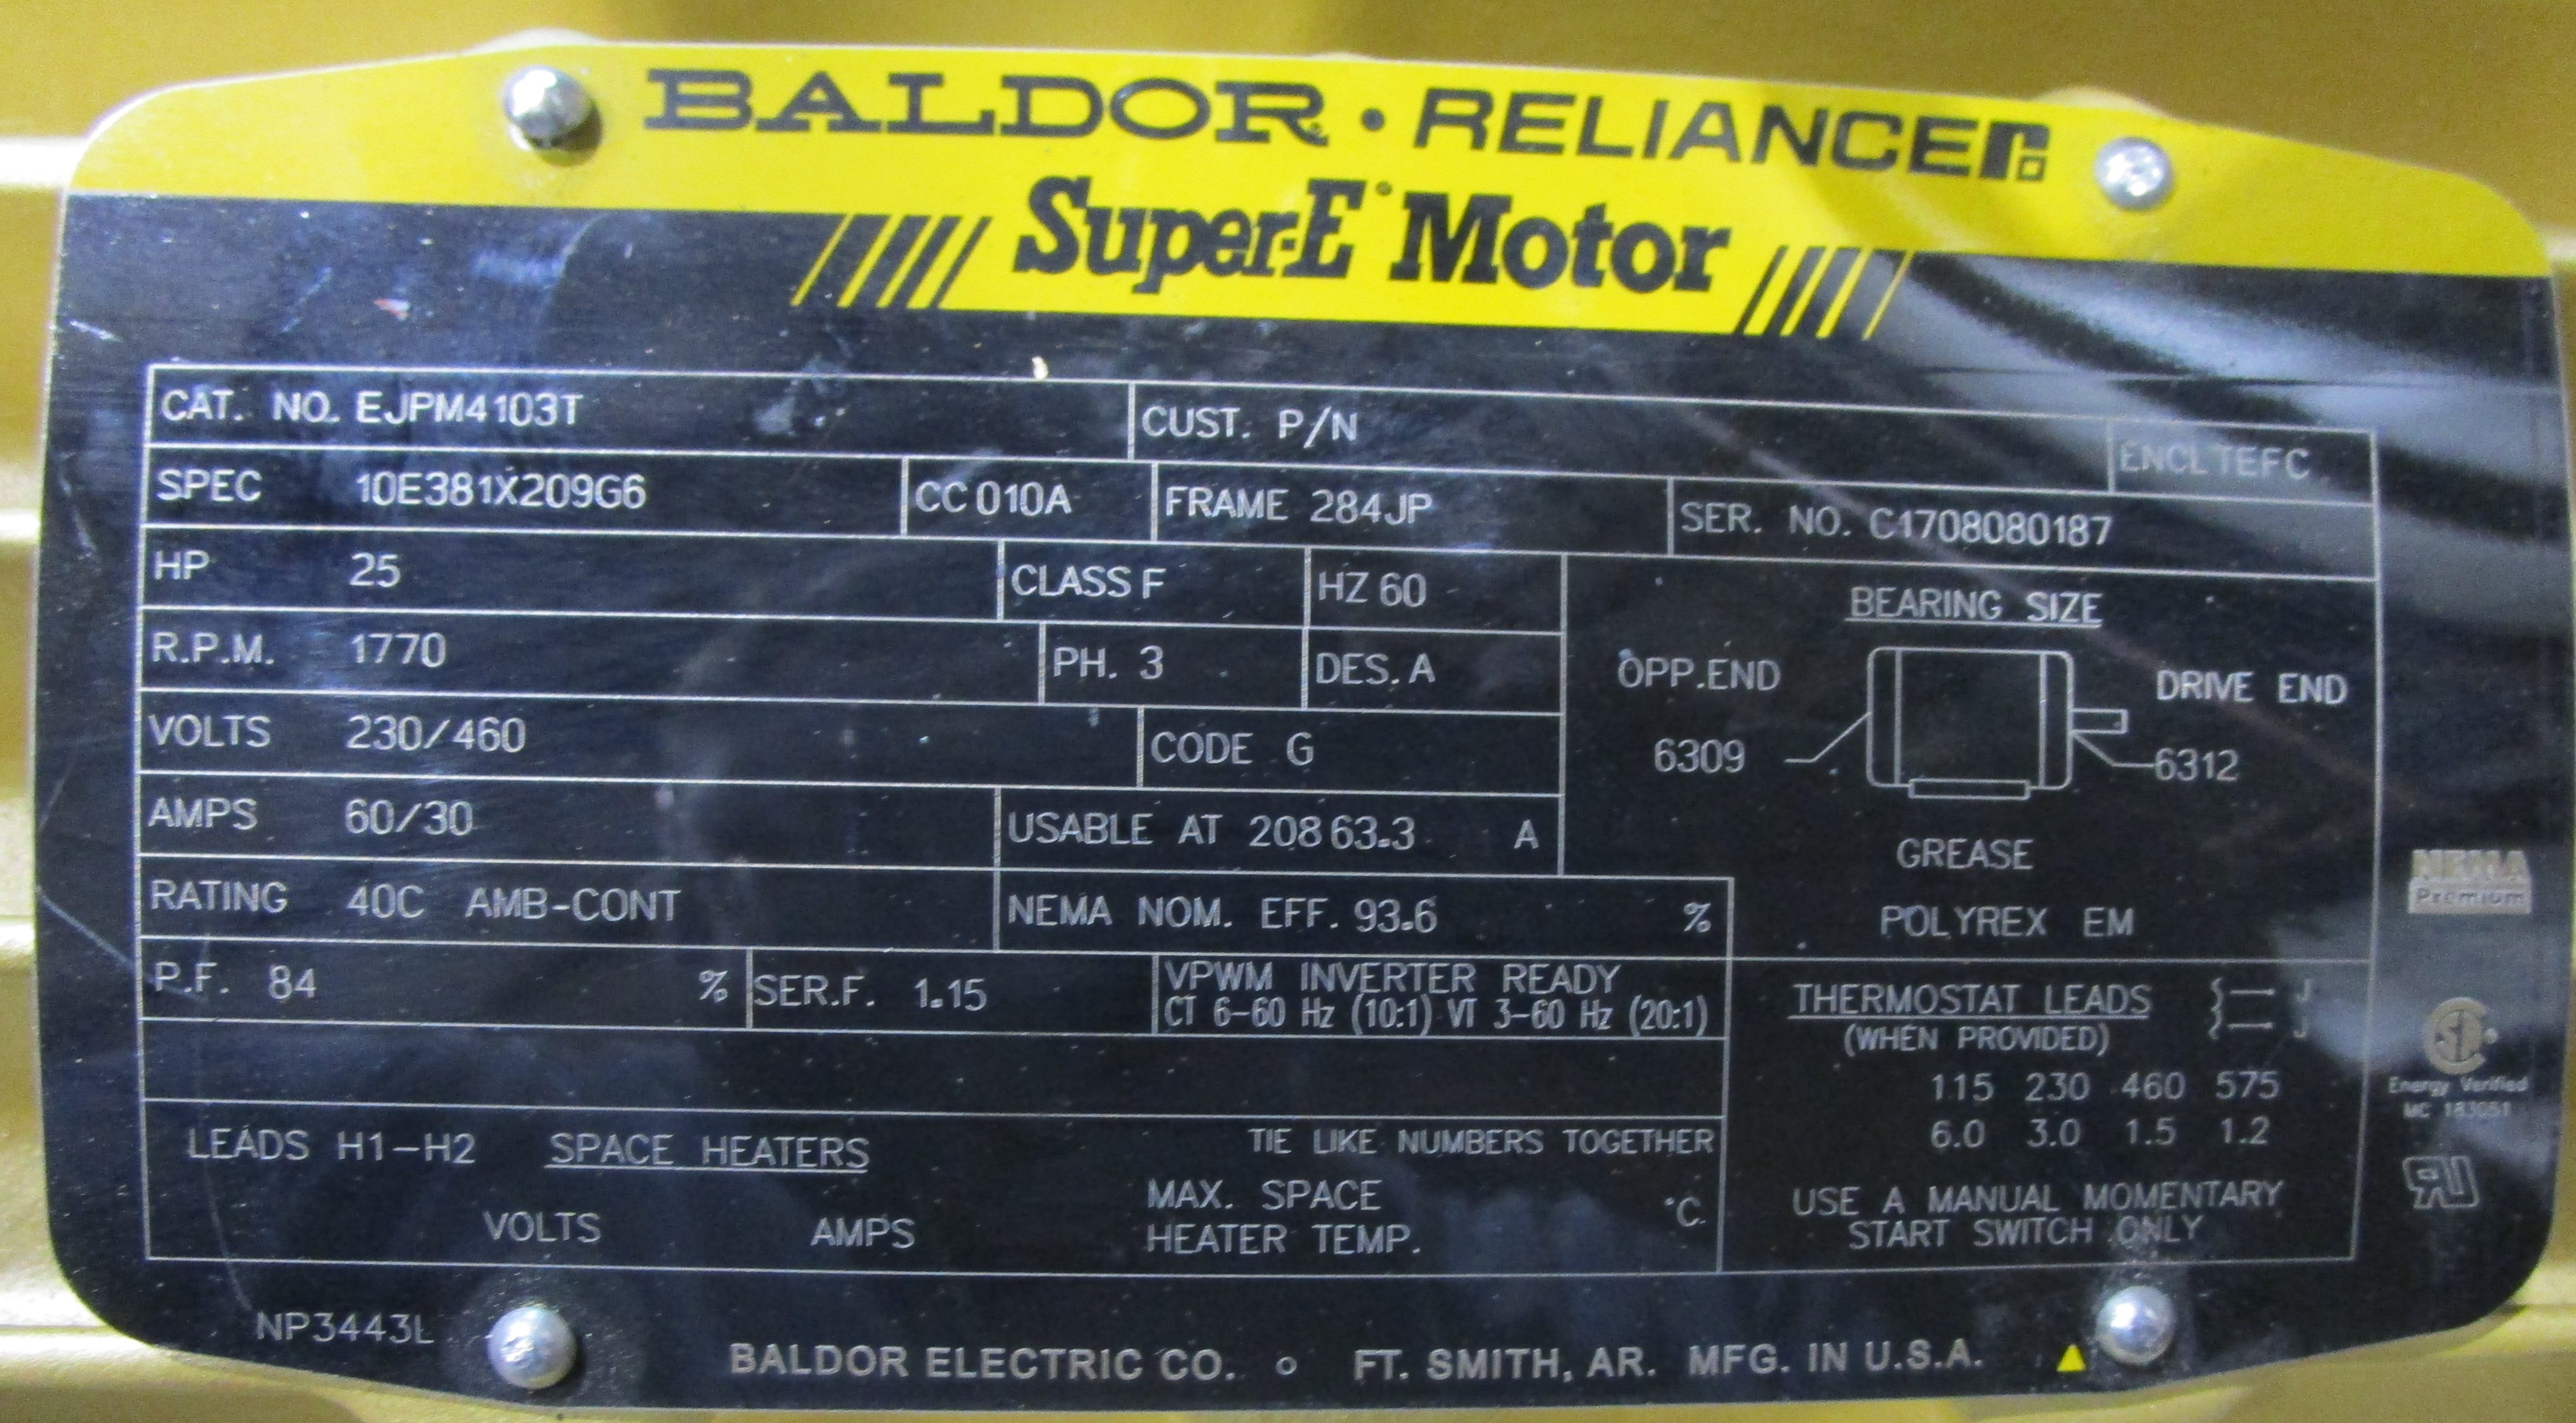 BALDOR • RELIANCE
Super-E Motor
CAT. NO. EJPM4103T CUST. P/N ENCL TEFC
SPEC 10E381X209G6 CC 010A FRAME 284JP SER. NO. C1708080187
HP 25 CLASS F HZ 60
R.P.M. 1770 PH. 3 DES. A
VOLTS 230/460 CODE G
AMPS 60/30 USABLE AT 208 63.3 A
RATING 40C AMB-CONT NEMA NOM. EFF. 93.6 %
P.F. 84 % SER.F. 1.15 VPWM INVERTER READY
CT 6-60 Hz (10:1) VT 3-60 Hz (20:1)
BEARING SIZE
OPP.END DRIVE END
6309 6312
GREASE
POLYREX EM
THERMOSTAT LEADS J
(WHEN PROVIDED) J
115 230 460 575
6.0 3.0 1.5 1.2
USE A MANUAL MOMENTARY
START SWITCH ONLY
LEADS H1-H2 SPACE HEATERS TIE LIKE NUMBERS TOGETHER
VOLTS AMPS MAX. SPACE
HEATER TEMP. °C.
NEMA
Premium
Energy Verified
MC 183051
NP3443L
BALDOR ELECTRIC CO. FT. SMITH, AR. MFG. IN U.S.A.